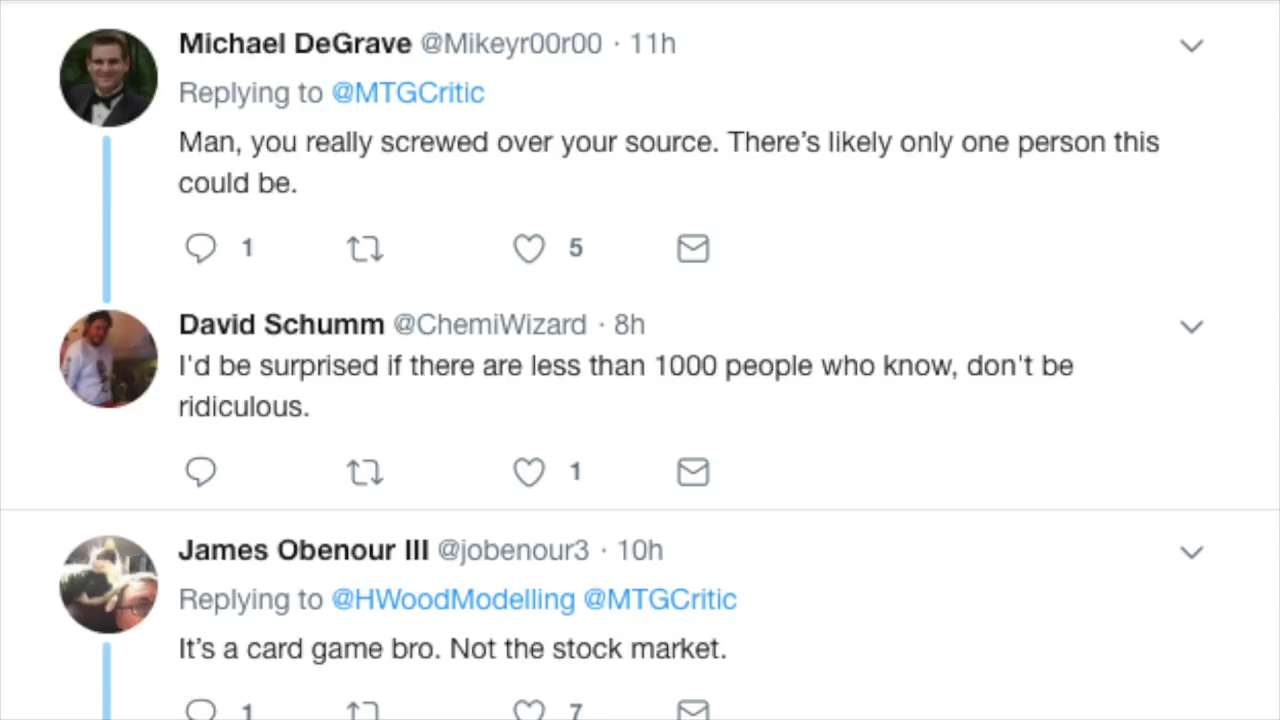 Michael DeGrave @Mikeyr00r00 · 11h
Replying to @MTGCritic
Man, you really screwed over your source. There's likely only one person this
could be.
1 5
David Schumm @ChemiWizard · 8h
I'd be surprised if there are less than 1000 people who know, don't be
ridiculous.
1
James Obenour III @jobenour3 · 10h
Replying to @HWoodModelling @MTGCritic
It's a card game bro. Not the stock market.
1 7